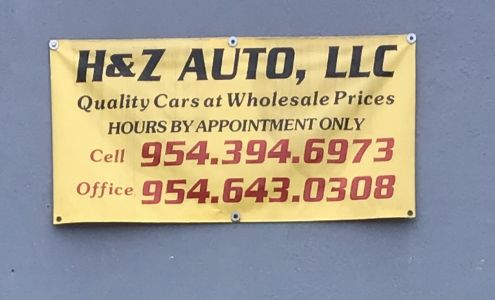 H&Z AUTO, LLC
Quality Cars at Wholesale Prices
HOURS BY APPOINTMENT ONLY
Cell 954.394.6973
Office 954.643.0308